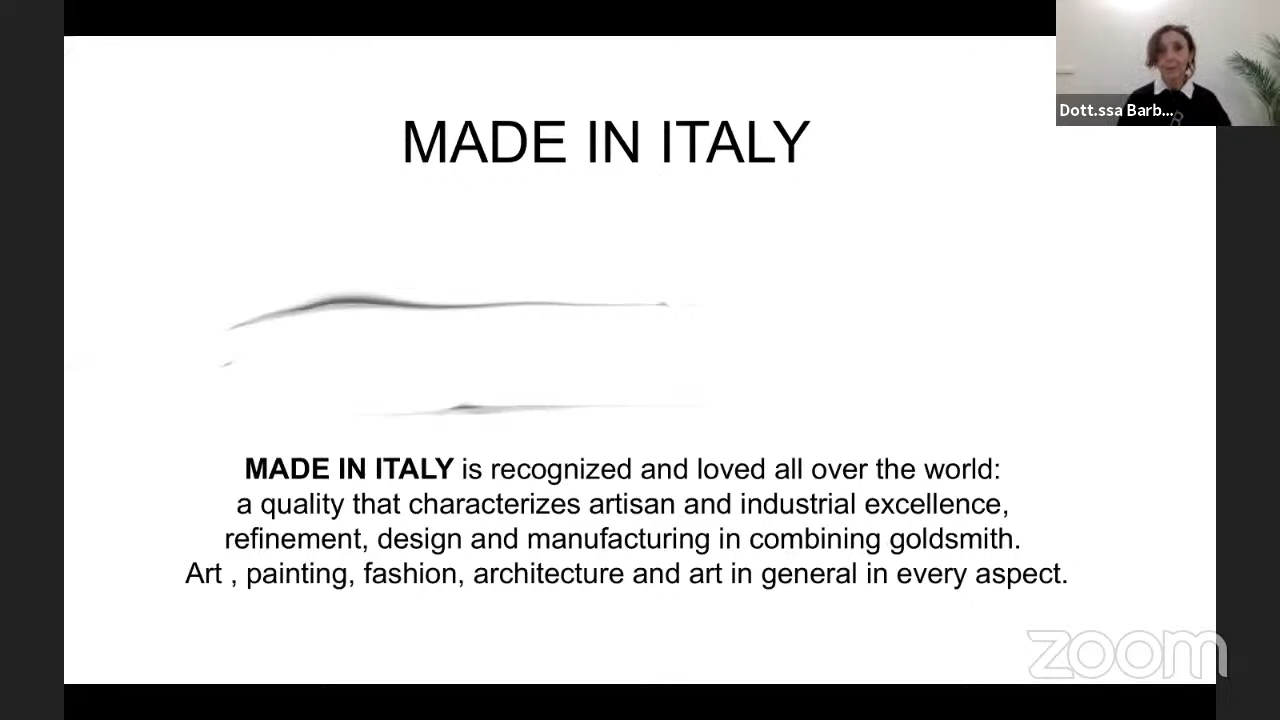 Dott.ssa Barb...
MADE IN ITALY
MADE IN ITALY is recognized and loved all over the world:
a quality that characterizes artisan and industrial excellence,
refinement, design and manufacturing in combining goldsmith.
Art , painting, fashion, architecture and art in general in every aspect.
zoom